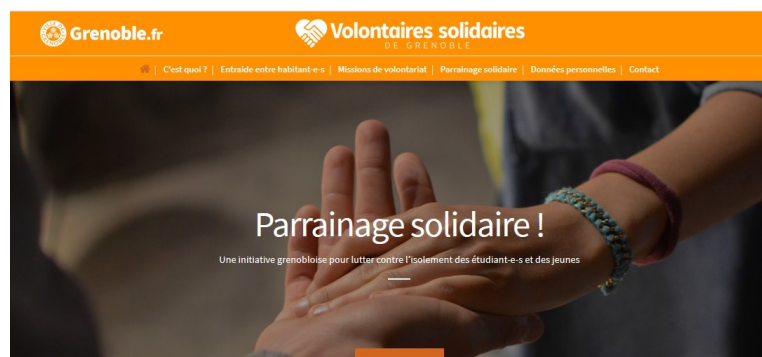 Grenoble.fr
Volontaires solidaires
DE GRENOBLE
C'est quoi ? | Entraide entre habitant-e-s | Missions de volontariat | Parrainage solidaire | Données personnelles | Contact
Parrainage solidaire !
Une initiative grenobloise pour lutter contre l'isolement des étudiant-e-s et des jeunes